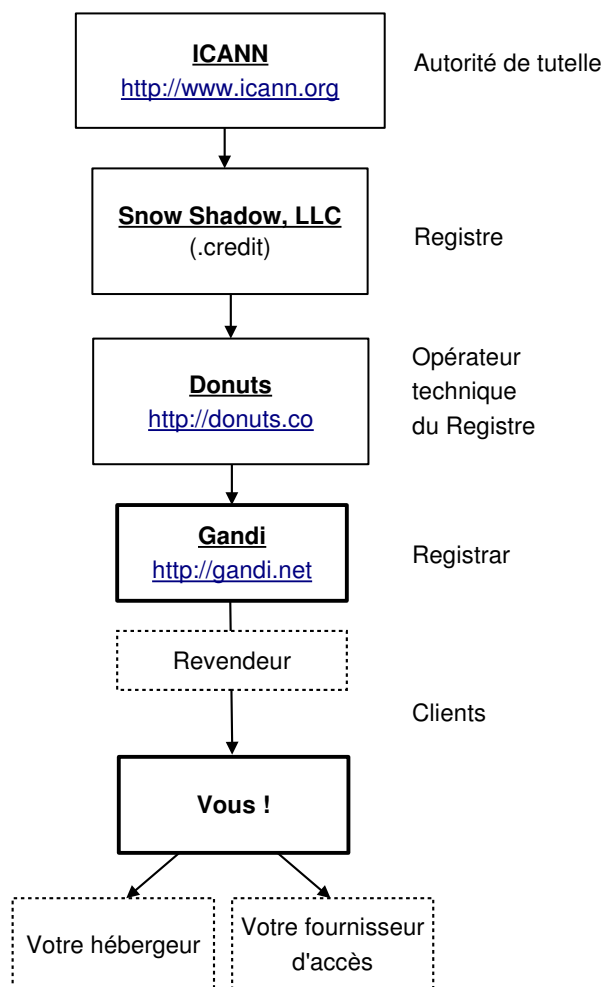 ICANN
http://www.icann.org
Autorité de tutelle
Snow Shadow, LLC
(.credit)
Registre
Donuts
http://donuts.co
Opérateur
technique
du Registre
Gandi
http://gandi.net
Registrar
Revendeur
Clients
Vous !
Votre hébergeur
Votre fournisseur
d'accès